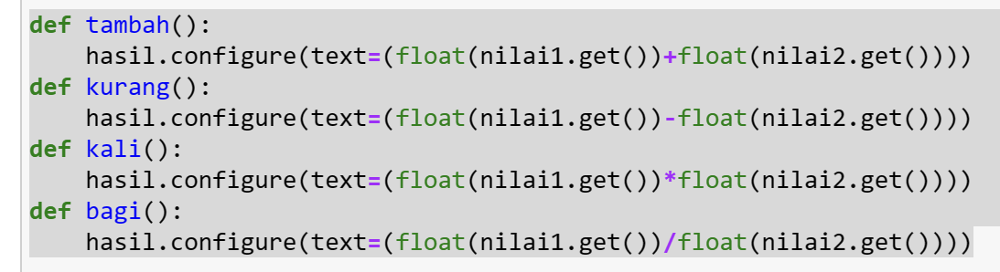 def tambah():
    hasil.configure(text=(float(nilai1.get())+float(nilai2.get())))
def kurang():
    hasil.configure(text=(float(nilai1.get())-float(nilai2.get())))
def kali():
    hasil.configure(text=(float(nilai1.get())*float(nilai2.get())))
def bagi():
    hasil.configure(text=(float(nilai1.get())/float(nilai2.get())))